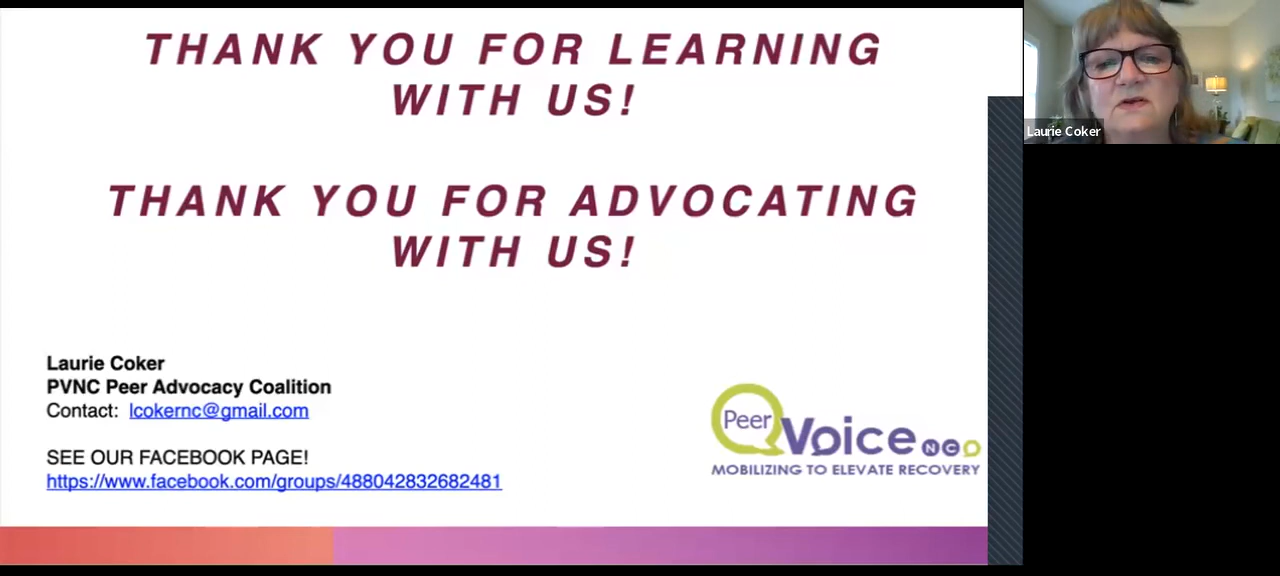 THANK YOU FOR LEARNING
WITH US!
THANK YOU FOR ADVOCATING
WITH US!
Laurie Coker
PVNC Peer Advocacy Coalition
Contact: lcokernc@gmail.com
SEE OUR FACEBOOK PAGE!
https://www.facebook.com/groups/488042832682481
Peer
Voice NC
MOBILIZING TO ELEVATE RECOVERY
Laurie Coker